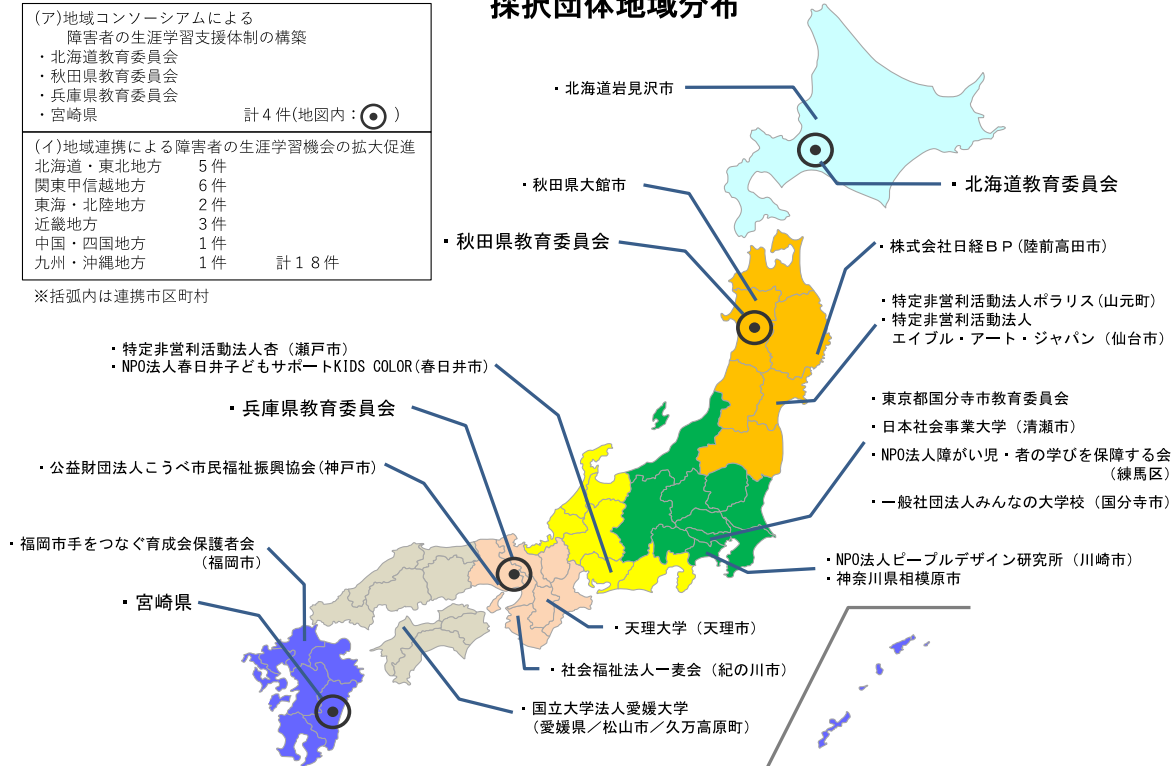 採択団体地域分布
(ア)地域コンソーシアムによる
障害者の生涯学習支援体制の構築
・北海道教育委員会
・秋田県教育委員会
・兵庫県教育委員会
・宮崎県 計4件(地図内： )
(イ)地域連携による障害者の生涯学習機会の拡大促進
北海道・東北地方 5件
関東甲信越地方 6件
東海・北陸地方 2件
近畿地方 3件
中国・四国地方 1件
九州・沖縄地方 1件 計18件
※括弧内は連携市区町村
・北海道岩見沢市
・北海道教育委員会
・秋田県大館市
・秋田県教育委員会
・株式会社日経ＢＰ(陸前高田市)
・特定非営利活動法人ポラリス(山元町)
・特定非営利活動法人
エイブル・アート・ジャパン（仙台市）
・特定非営利活動法人杏（瀬戸市）
・NPO法人春日井子どもサポートKIDS COLOR(春日井市)
・兵庫県教育委員会
・公益財団法人こうべ市民福祉振興協会(神戸市)
・東京都国分寺市教育委員会
・日本社会事業大学（清瀬市）
・NPO法人障がい児・者の学びを保障する会
（練馬区）
・一般社団法人みんなの大学校（国分寺市）
・福岡市手をつなぐ育成会保護者会
（福岡市）
・NPO法人ピープルデザイン研究所（川崎市）
・神奈川県相模原市
・宮崎県
・天理大学（天理市）
・社会福祉法人一麦会（紀の川市）
・国立大学法人愛媛大学
（愛媛県／松山市／久万高原町）